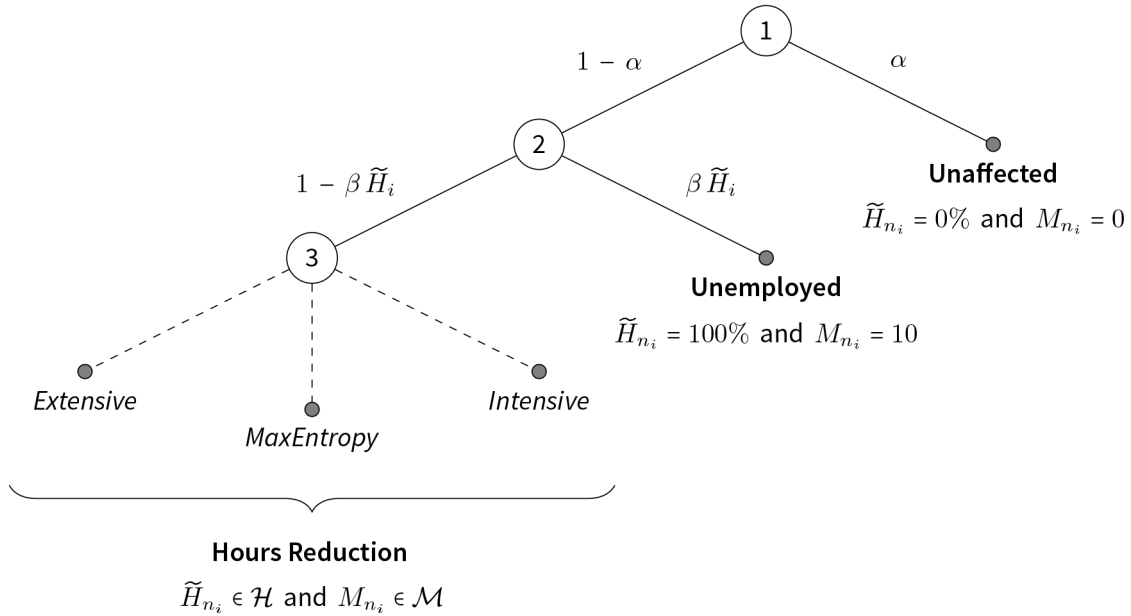 1
1 − α
α
2
Unaffected
1 − β H̃ᵢ
β H̃ᵢ
H̃ₙᵢ = 0% and Mₙᵢ = 0
3
Unemployed
H̃ₙᵢ = 100% and Mₙᵢ = 10
Extensive
Intensive
MaxEntropy
Hours Reduction
H̃ₙᵢ ∈ ℋ and Mₙᵢ ∈ ℳ